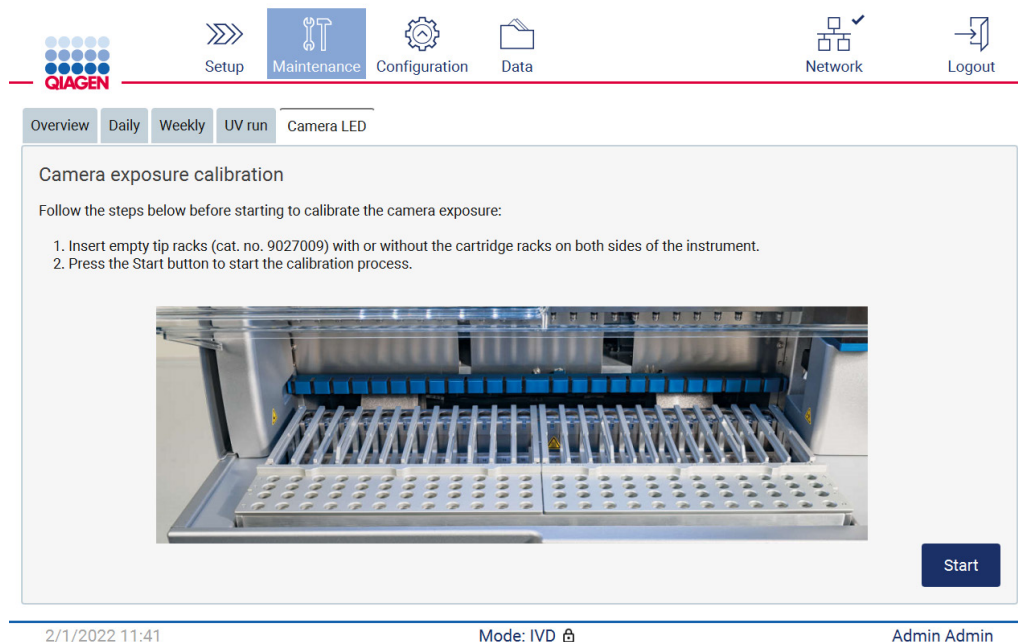 QIAGEN
Setup
Maintenance
Configuration
Data
Network
Logout
Overview Daily Weekly UV run Camera LED
Camera exposure calibration
Follow the steps below before starting to calibrate the camera exposure:
1. Insert empty tip racks (cat. no. 9027009) with or without the cartridge racks on both sides of the instrument.
2. Press the Start button to start the calibration process.
Start
2/1/2022 11:41 Mode: IVD Admin Admin